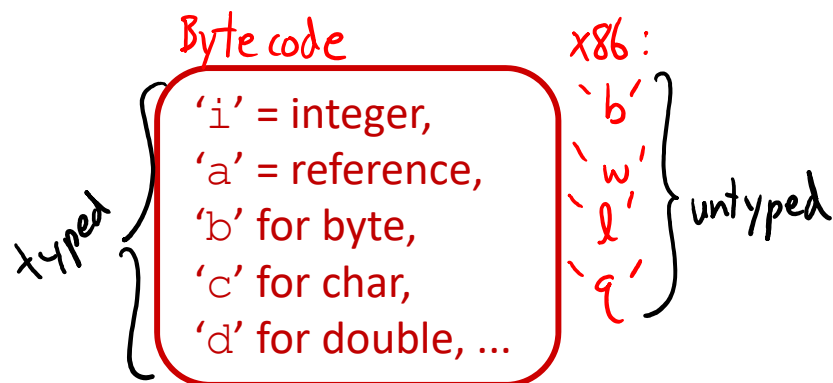 Byte code
x86:
‘i’ = integer,
‘a’ = reference,
‘b’ for byte,
‘c’ for char,
‘d’ for double, ...
typed
`b'
`w'
`l'
`q'
untyped